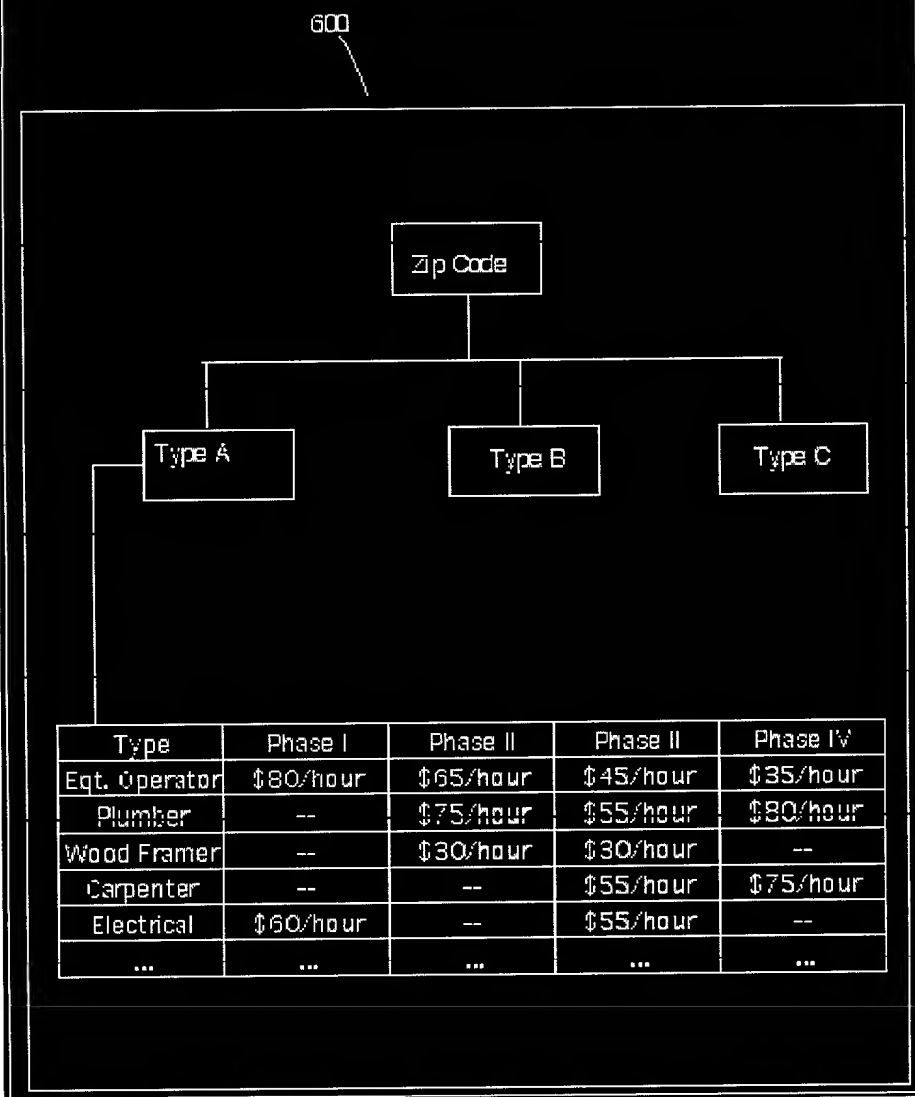 600
Zip Code
Type A Type B Type C
Type Phase I Phase II Phase II Phase IV
Eqt. Operator $80/hour $65/hour $45/hour $35/hour
Plumber -- $75/hour $55/hour $80/hour
Wood Framer -- $30/hour $30/hour --
Carpenter -- -- $55/hour $75/hour
Electrical $60/hour -- $55/hour --
... ... ... ... ...